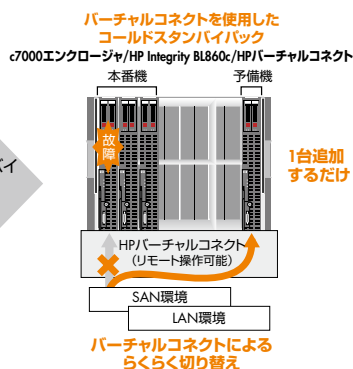 バーチャルコネクトを使用した
コールドスタンバイパック
c7000エンクロージャ/HP Integrity BL860c/HPバーチャルコネクト
本番機
予備機
故障
1台追加
するだけ
イ
HPバーチャルコネクト
(リモート操作可能)
SAN環境
LAN環境
バーチャルコネクトによる
らくらく切り替え